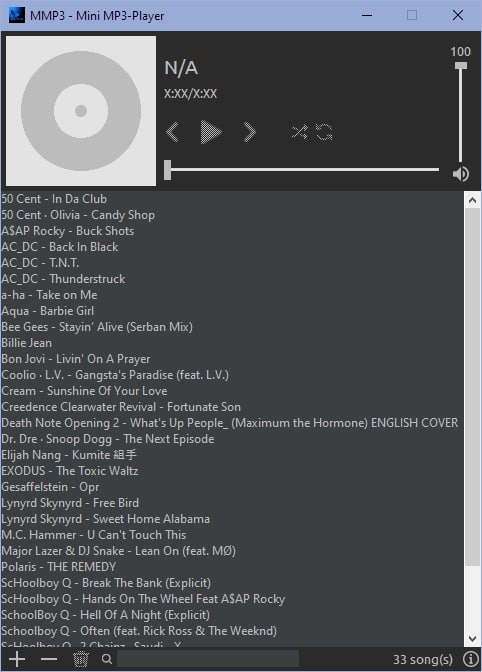 MMP3 - Mini MP3-Player
100
N/A
X:XX/X:XX
50 Cent - In Da Club
50 Cent · Olivia - Candy Shop
A$AP Rocky - Buck Shots
AC_DC - Back In Black
AC_DC - T.N.T.
AC_DC - Thunderstruck
a-ha - Take on Me
Aqua - Barbie Girl
Bee Gees - Stayin' Alive (Serban Mix)
Billie Jean
Bon Jovi - Livin' On A Prayer
Coolio · L.V. - Gangsta's Paradise (feat. L.V.)
Cream - Sunshine Of Your Love
Creedence Clearwater Revival - Fortunate Son
Death Note Opening 2 - What's Up People_ (Maximum the Hormone) ENGLISH COVER
Dr. Dre · Snoop Dogg - The Next Episode
Elijah Nang - Kumite 組手
EXODUS - The Toxic Waltz
Gesaffelstein - Opr
Lynyrd Skynyrd - Free Bird
Lynyrd Skynyrd - Sweet Home Alabama
M.C. Hammer - U Can't Touch This
Major Lazer & DJ Snake - Lean On (feat. MØ)
Polaris - THE REMEDY
ScHoolboy Q - Break The Bank (Explicit)
ScHoolboy Q - Hands On The Wheel Feat A$AP Rocky
SchoolBoy Q - Hell Of A Night (Explicit)
SchoolBoy Q - Often (feat. Rick Ross & The Weeknd)
33 song(s)